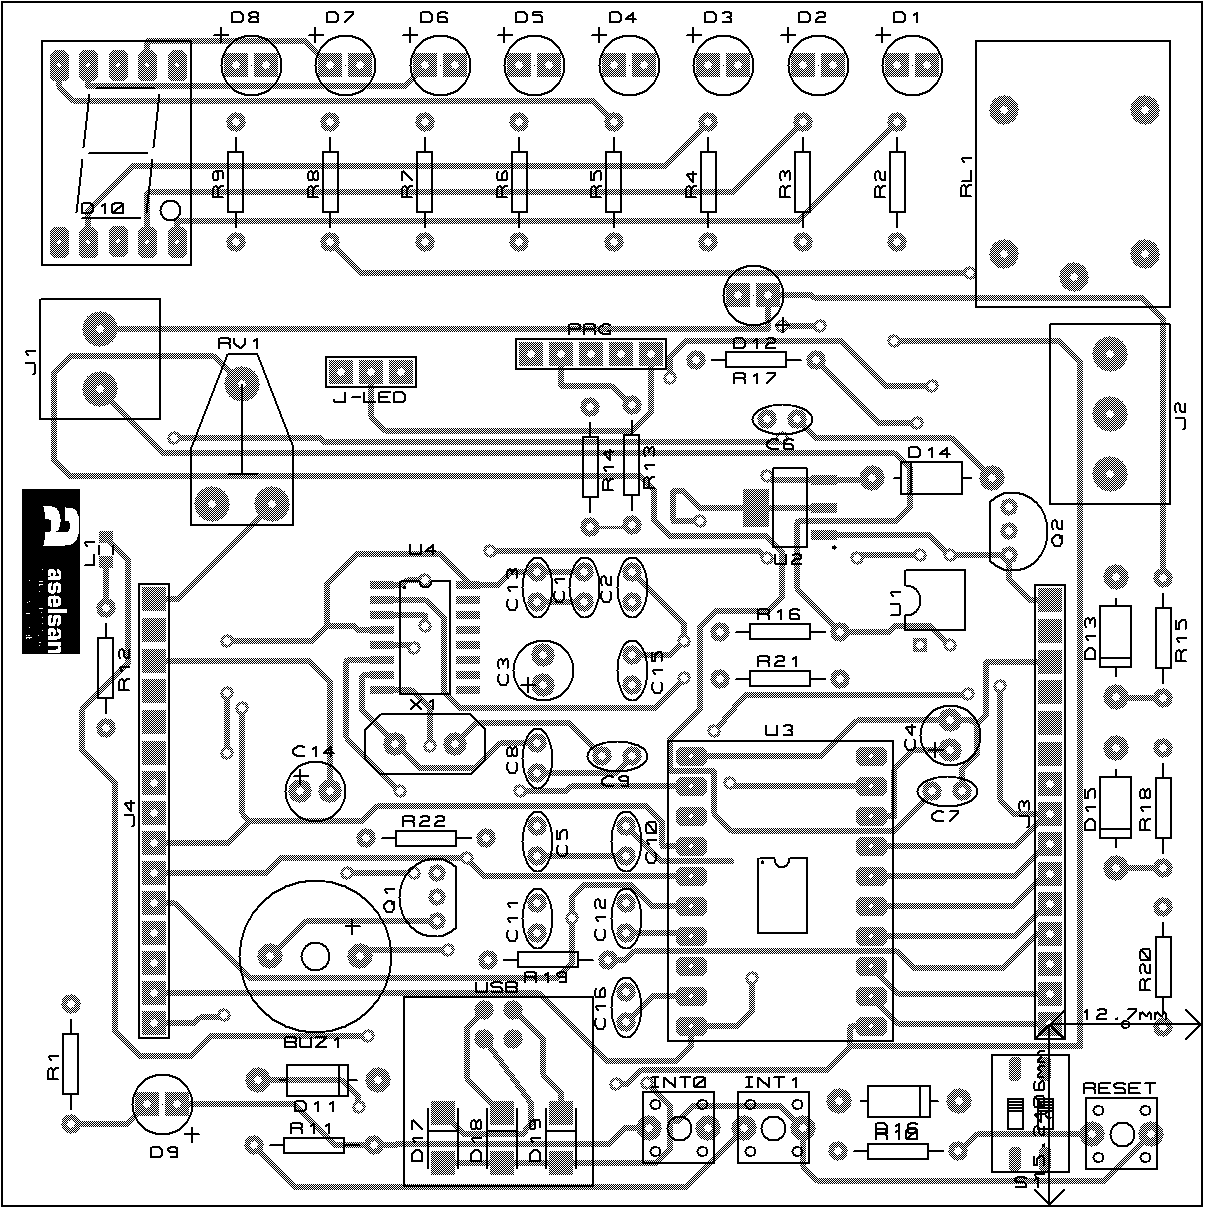 D8 D7 D6 D5 D4 D3 D2 D1
R9 R8 R7 R6 R5 R4 R3 R2 RL1
D10
J1 RV1 PRG
D12
R17
J-LED
J2
C6
D14
R14 R13
Q2
U2
L1
aselsan
U4
C13 C1 C2
U1
R16
D13 R15
R12
C3 C15
R21
X1
U3
C4
C14
C8
C9
C7
J4
J3
D15 R18
R22
C5 C10
Q1
C11 C12
R19
R20
USB
C16
12.7mm
BUZ1
R1
INT0 INT1
RESET
D11
R11
D17 D18 D19
R10
D9